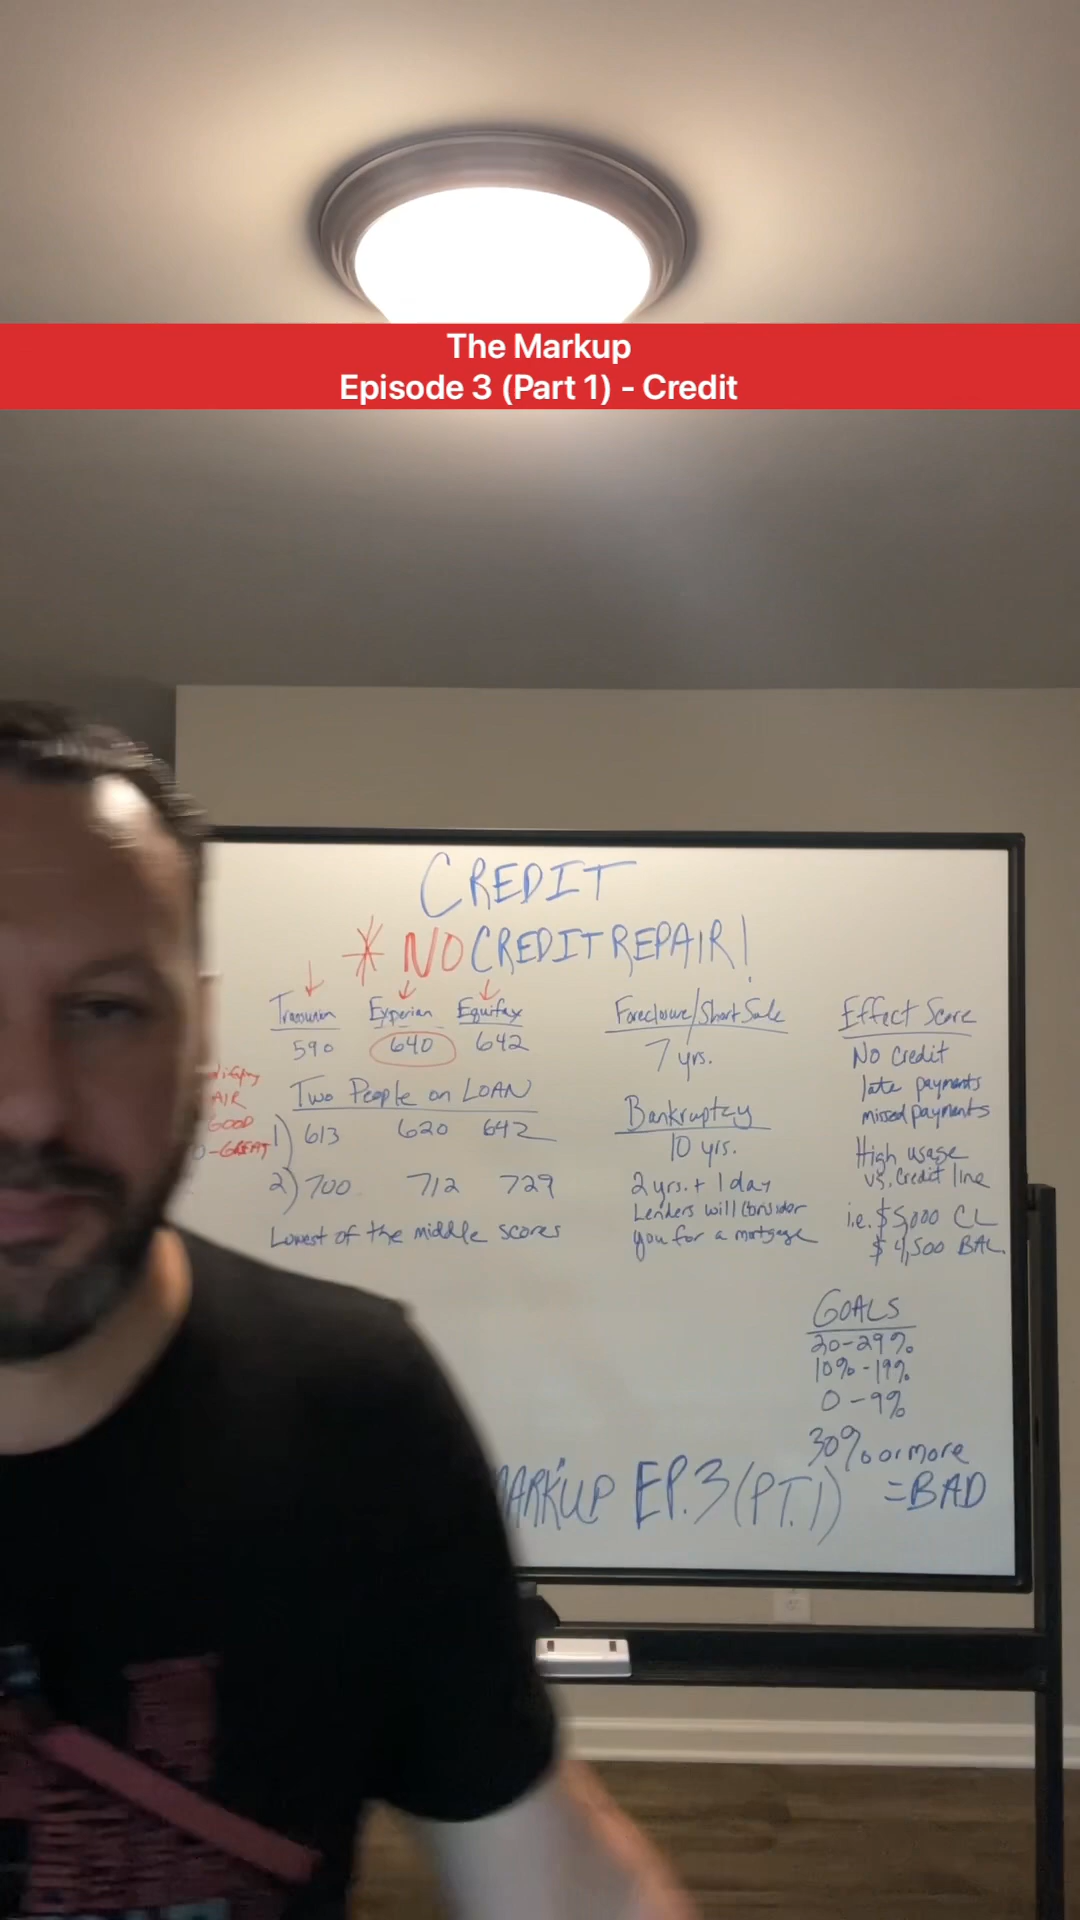 The Markup
Episode 3 (Part 1) - Credit
CREDIT
* NO CREDIT REPAIR!
Transunion Experian Equifax
590 640 642
AIR
GOOD
0-GREAT
Two People on LOAN
1) 613 620 642
2) 700 712 729
Lowest of the middle scores
Foreclosure/Short Sale
7 yrs.
Bankruptcy
10 yrs.
2 yrs. + 1 day
Lenders will consider
you for a mortgage
Effect Score
No Credit
late payments
missed payments
High usage
vs. Credit line
i.e. $5,000 CL
$4,500 BAL.
GOALS
20-29%
10%-19%
0-9%
30% or more
=BAD
MARKUP EP.3 (PT.1)